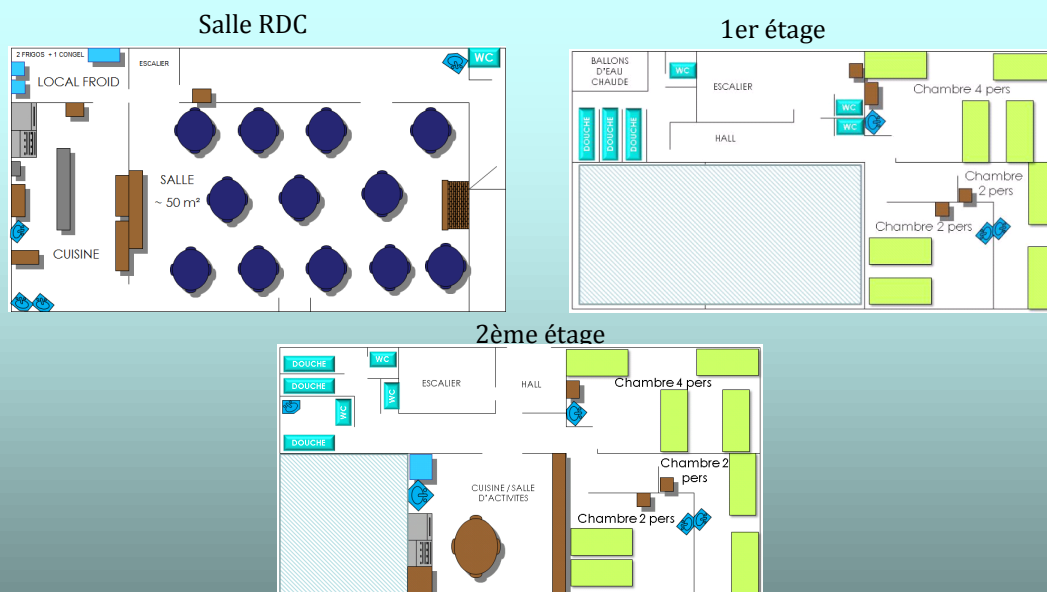 Salle RDC
2 FRIGOS + 1 CONGEL
ESCALIER
WC
LOCAL FROID
SALLE
~ 50 m²
CUISINE
1er étage
BALLONS
D'EAU
CHAUDE
WC
ESCALIER
Chambre 4 pers
WC
WC
DOUCHE
DOUCHE
DOUCHE
HALL
Chambre
2 pers
Chambre 2 pers
2ème étage
DOUCHE
WC
ESCALIER
HALL
Chambre 4 pers
DOUCHE
WC
WC
DOUCHE
Chambre 2
pers
CUISINE / SALLE
D'ACTIVITES
Chambre 2 pers